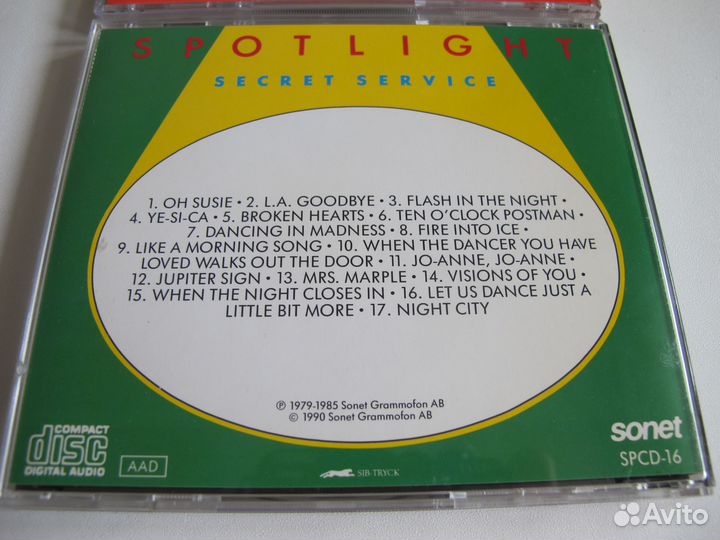 SPOTLIGHT
SECRET SERVICE
1. OH SUSIE • 2. L.A. GOODBYE • 3. FLASH IN THE NIGHT •
4. YE-SI-CA • 5. BROKEN HEARTS • 6. TEN O'CLOCK POSTMAN •
7. DANCING IN MADNESS • 8. FIRE INTO ICE •
9. LIKE A MORNING SONG • 10. WHEN THE DANCER YOU HAVE
LOVED WALKS OUT THE DOOR • 11. JO-ANNE, JO-ANNE •
12. JUPITER SIGN • 13. MRS. MARPLE • 14. VISIONS OF YOU •
15. WHEN THE NIGHT CLOSES IN • 16. LET US DANCE JUST A
LITTLE BIT MORE • 17. NIGHT CITY
℗ 1979-1985 Sonet Grammofon AB
© 1990 Sonet Grammofon AB
COMPACT
disc
DIGITAL AUDIO
AAD
SIB-TRYCK
sonet
SPCD-16
Avito